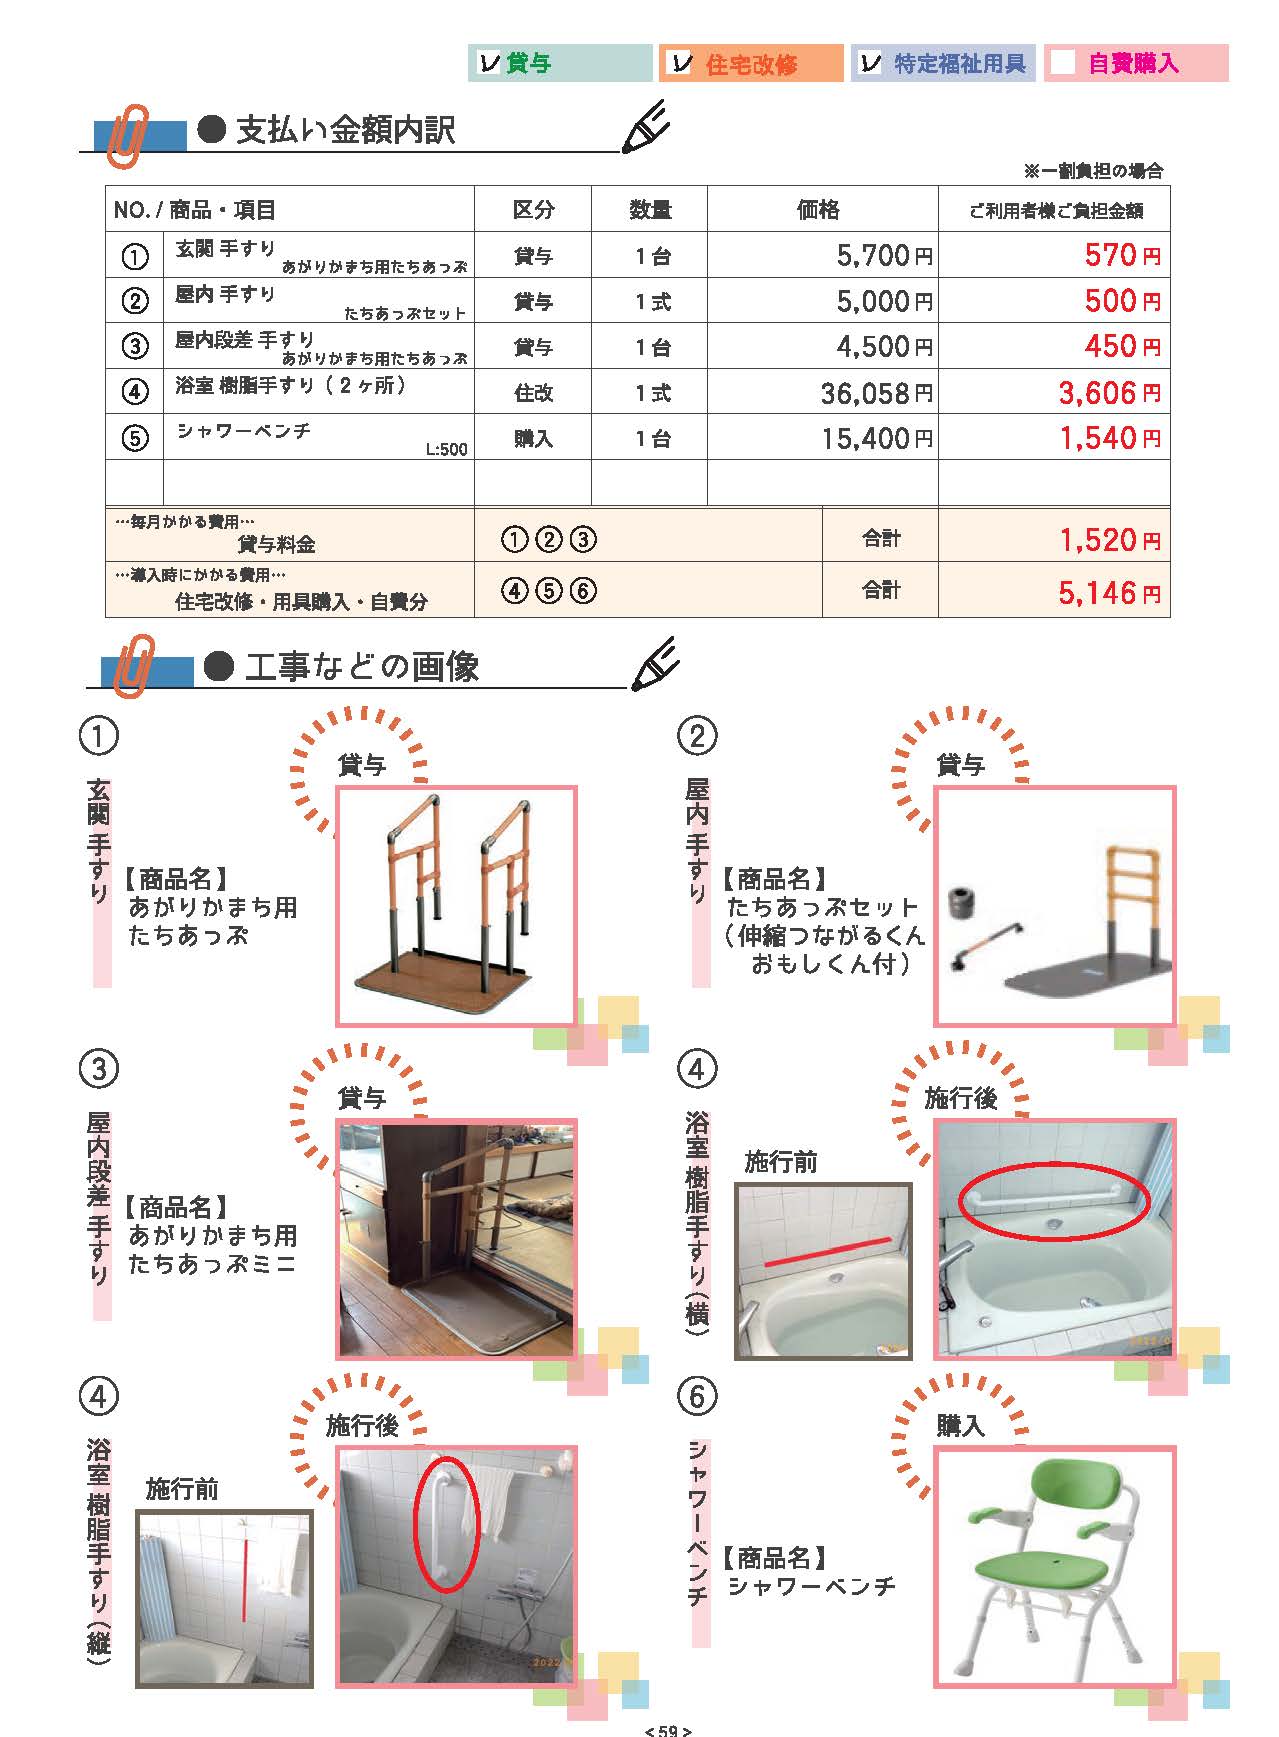 レ 貸与 レ 住宅改修 レ 特定福祉用具 自費購入
● 支払い金額内訳
※一割負担の場合
NO. / 商品・項目 区分 数量 価格 ご利用者様ご負担金額
① 玄関 手すり あがりかまち用たちあっぷ 貸与 1台 5,700円 570円
② 屋内 手すり たちあっぷセット 貸与 1式 5,000円 500円
③ 屋内段差 手すり あがりかまち用たちあっぷ 貸与 1台 4,500円 450円
④ 浴室 樹脂手すり（２ヶ所） 住改 1式 36,058円 3,606円
⑤ シャワーベンチ L:500 購入 1台 15,400円 1,540円
…毎月かかる費用…
貸与料金 ①②③ 合計 1,520円
…導入時にかかる費用…
住宅改修・用具購入・自費分 ④⑤⑥ 合計 5,146円
● 工事などの画像
①
玄関 手すり
貸与
【商品名】
あがりかまち用
たちあっぷ
②
屋内 手すり
貸与
【商品名】
たちあっぷセット
（伸縮つながるくん
おもしくん付）
③
屋内段差 手すり
貸与
【商品名】
あがりかまち用
たちあっぷミニ
④
浴室 樹脂手すり（横）
施行前
施行後
④
浴室 樹脂手すり（縦）
施行前
施行後
2022
⑥
シャワーベンチ
購入
【商品名】
シャワーベンチ
<59>